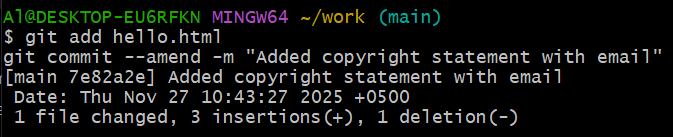 Al@DESKTOP-EU6RFKN MINGW64 ~/work (main)
$ git add hello.html
git commit --amend -m "Added copyright statement with email"
[main 7e82a2e] Added copyright statement with email
 Date: Thu Nov 27 10:43:27 2025 +0500
 1 file changed, 3 insertions(+), 1 deletion(-)